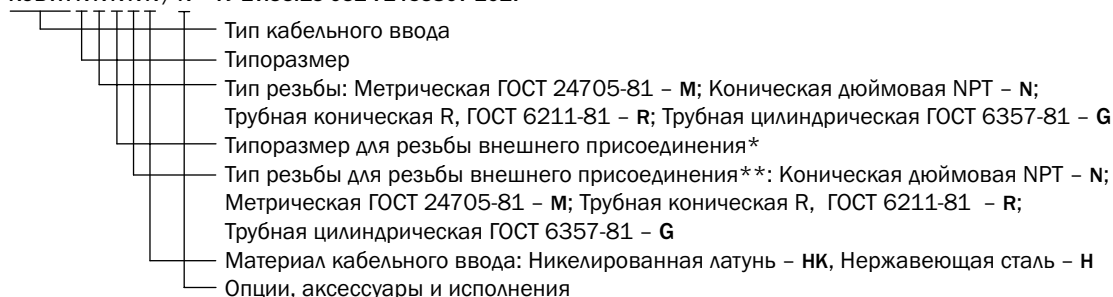 Тип кабельного ввода
Типоразмер
Тип резьбы: Метрическая ГОСТ 24705-81 – М; Коническая дюймовая NPT – N;
Трубная коническая R, ГОСТ 6211-81 – R; Трубная цилиндрическая ГОСТ 6357-81 – G
Типоразмер для резьбы внешнего присоединения*
Тип резьбы для резьбы внешнего присоединения**: Коническая дюймовая NPT – N;
Метрическая ГОСТ 24705-81 – М; Трубная коническая R, ГОСТ 6211-81 – R;
Трубная цилиндрическая ГОСТ 6357-81 – G
Материал кабельного ввода: Никелированная латунь – НК, Нержавеющая сталь – Н
Опции, аксессуары и исполнения